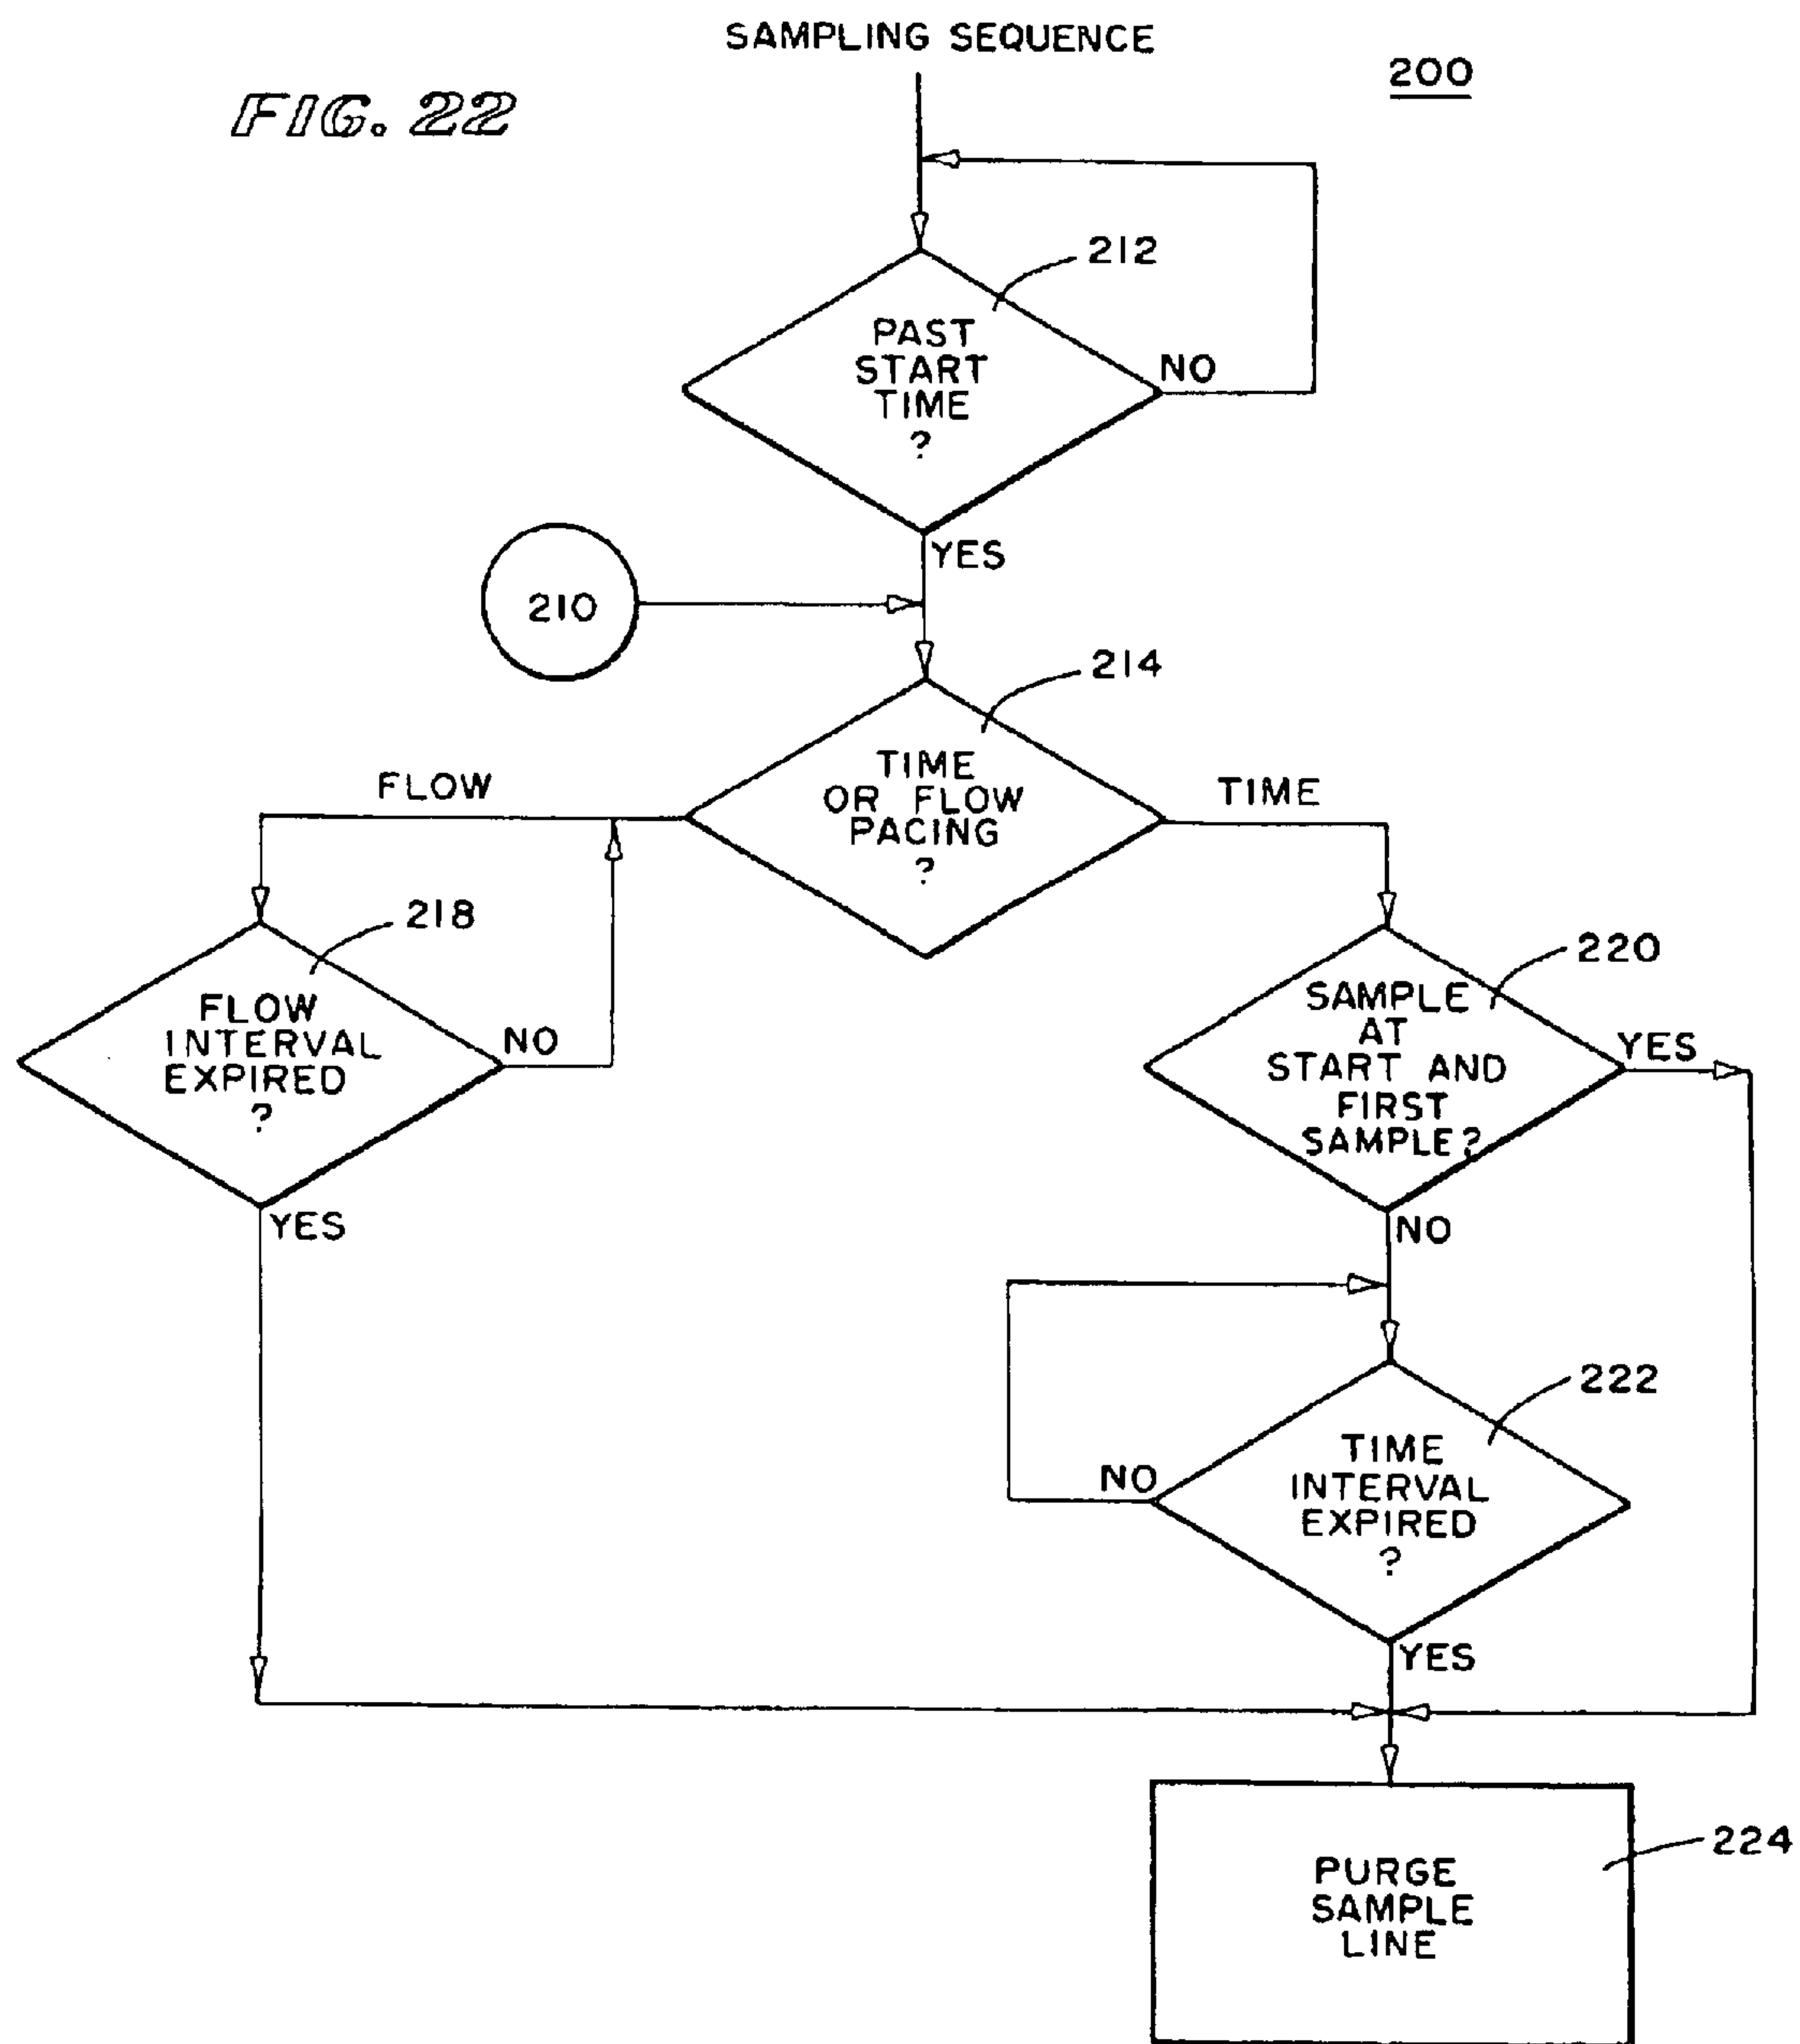 SAMPLING SEQUENCE
200
FIG. 22
212
PAST
START
TIME
?
NO
YES
210
214
TIME
OR FLOW
PACING
?
FLOW
TIME
218
FLOW
INTERVAL
EXPIRED
?
NO
YES
220
SAMPLE
AT
START AND
FIRST
SAMPLE?
YES
NO
222
TIME
INTERVAL
EXPIRED
?
NO
YES
224
PURGE
SAMPLE
LINE